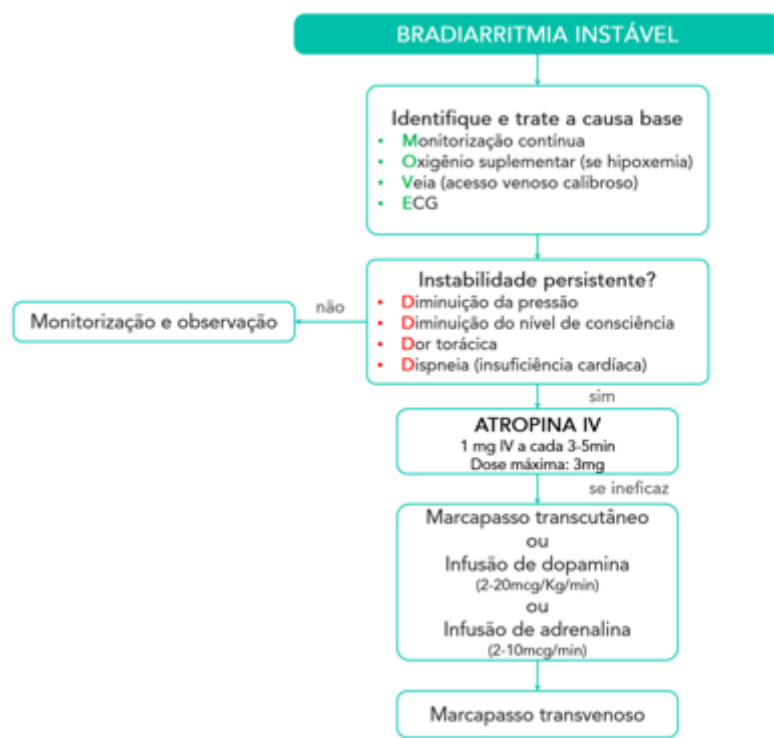 BRADIARRITMIA INSTÁVEL
Identifique e trate a causa base
• Monitorização contínua
• Oxigênio suplementar (se hipoxemia)
• Veia (acesso venoso calibroso)
• ECG
Instabilidade persistente?
• Diminuição da pressão
• Diminuição do nível de consciência
• Dor torácica
• Dispneia (insuficiência cardíaca)
não
Monitorização e observação
sim
ATROPINA IV
1 mg IV a cada 3-5min
Dose máxima: 3mg
se ineficaz
Marcapasso transcutâneo
ou
Infusão de dopamina
(2-20mcg/Kg/min)
ou
Infusão de adrenalina
(2-10mcg/min)
Marcapasso transvenoso